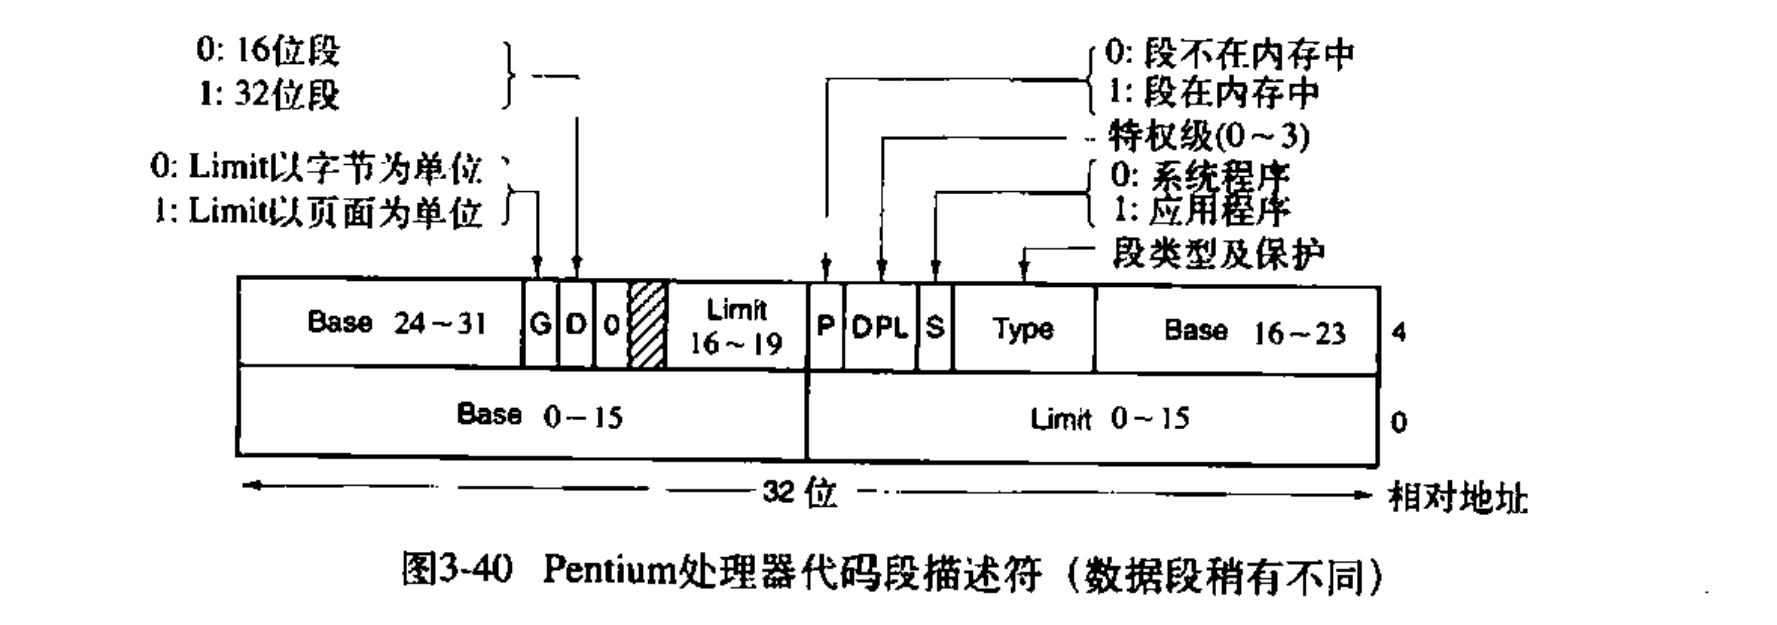 0: 16位段
1: 32位段
0: Limit以字节为单位
1: Limit以页面为单位
0: 段不在内存中
1: 段在内存中
特权级(0～3)
0: 系统程序
1: 应用程序
段类型及保护
Base 24～31 G D 0 Limit 16～19 P DPL S Type Base 16～23 4
Base 0－15 Limit 0～15 0
32 位 相对地址
图3-40 Pentium处理器代码段描述符（数据段稍有不同）